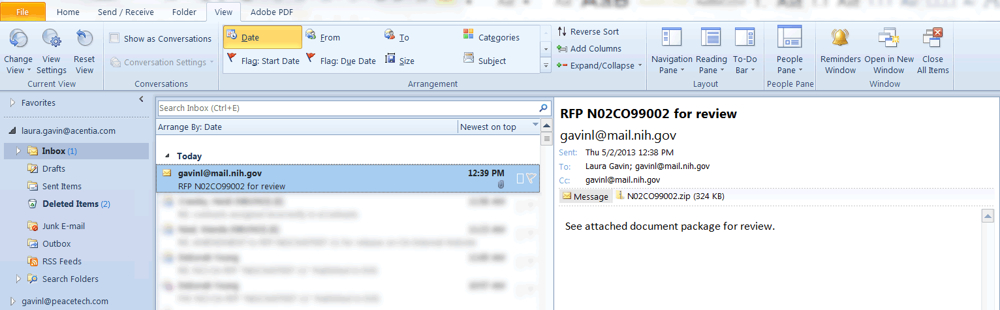 File Home Send / Receive Folder View Adobe PDF
Change View
View Settings
Reset View
Current View
Show as Conversations
Conversation Settings
Conversations
Date From To Categories
Flag: Start Date Flag: Due Date Size Subject
Arrangement
Reverse Sort
Add Columns
Expand/Collapse
Navigation Pane
Reading Pane
To-Do Bar
Layout
People Pane
People Pane
Reminders Window
Open in New Window
Close All Items
Window
Favorites
laura.gavin@acentia.com
Inbox (1)
Drafts
Sent Items
Deleted Items (2)
Junk E-mail
Outbox
RSS Feeds
Search Folders
gavinl@peacetech.com
Search Inbox (Ctrl+E)
Arrange By: Date Newest on top
Today
gavinl@mail.nih.gov 12:39 PM
RFP N02CO99002 for review
RFP N02CO99002 for review
gavinl@mail.nih.gov
Sent: Thu 5/2/2013 12:38 PM
To: Laura Gavin; gavinl@mail.nih.gov
Cc: gavinl@mail.nih.gov
Message N02CO99002.zip (324 KB)
See attached document package for review.